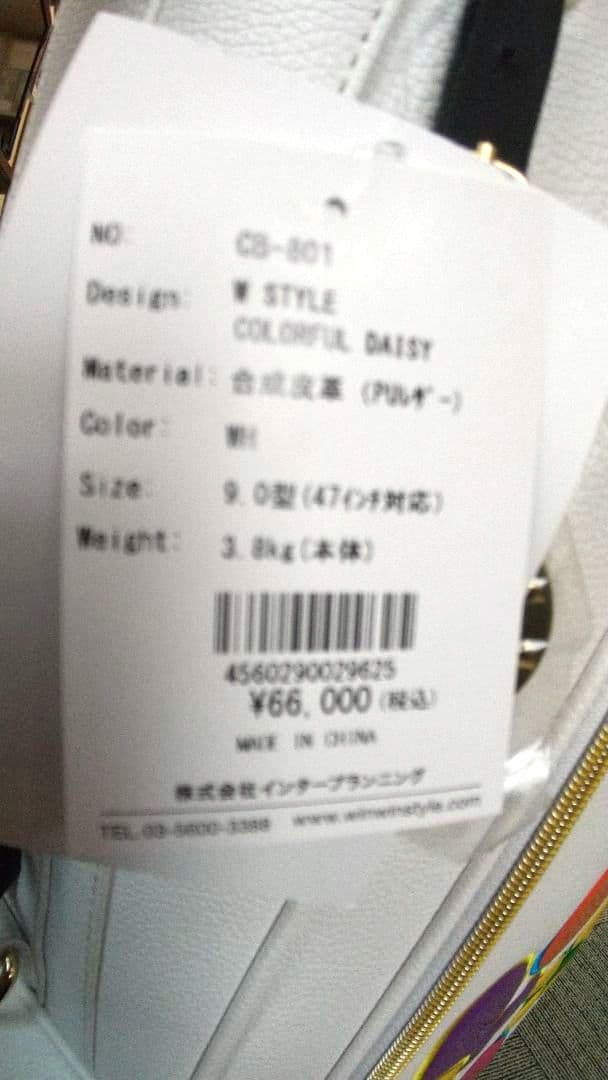 NO: CB-801
Design: W STYLE
COLORFUL DAISY
Material: 合成皮革 (PUﾚｻﾞｰ)
Color:
Size: 9.0型(47ｲﾝﾁ対応)
Weight: 3.8kg(本体)
4560290029625
¥66,000(税込)
MADE IN CHINA
株式会社インタープランニング
TEL.03-5600-3388 www.winwinstyle.com